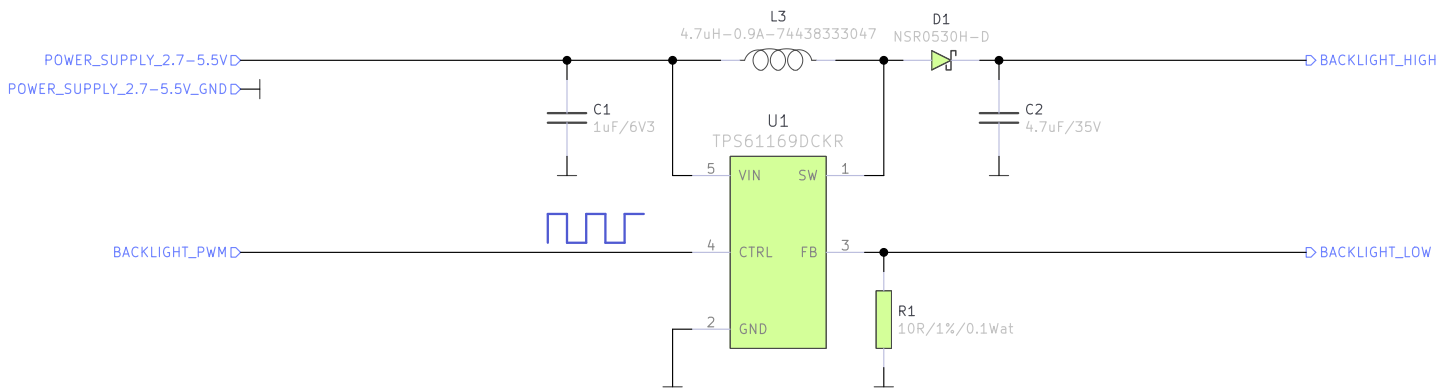 L3
4.7uH-0.9A-74438333047
D1
NSR0530H-D
POWER_SUPPLY_2.7-5.5V
BACKLIGHT_HIGH
POWER_SUPPLY_2.7-5.5V_GND
C1
1uF/6V3
C2
4.7uF/35V
U1
TPS61169DCKR
5 VIN SW 1
BACKLIGHT_PWM
4 CTRL FB 3
BACKLIGHT_LOW
R1
10R/1%/0.1Wat
2 GND